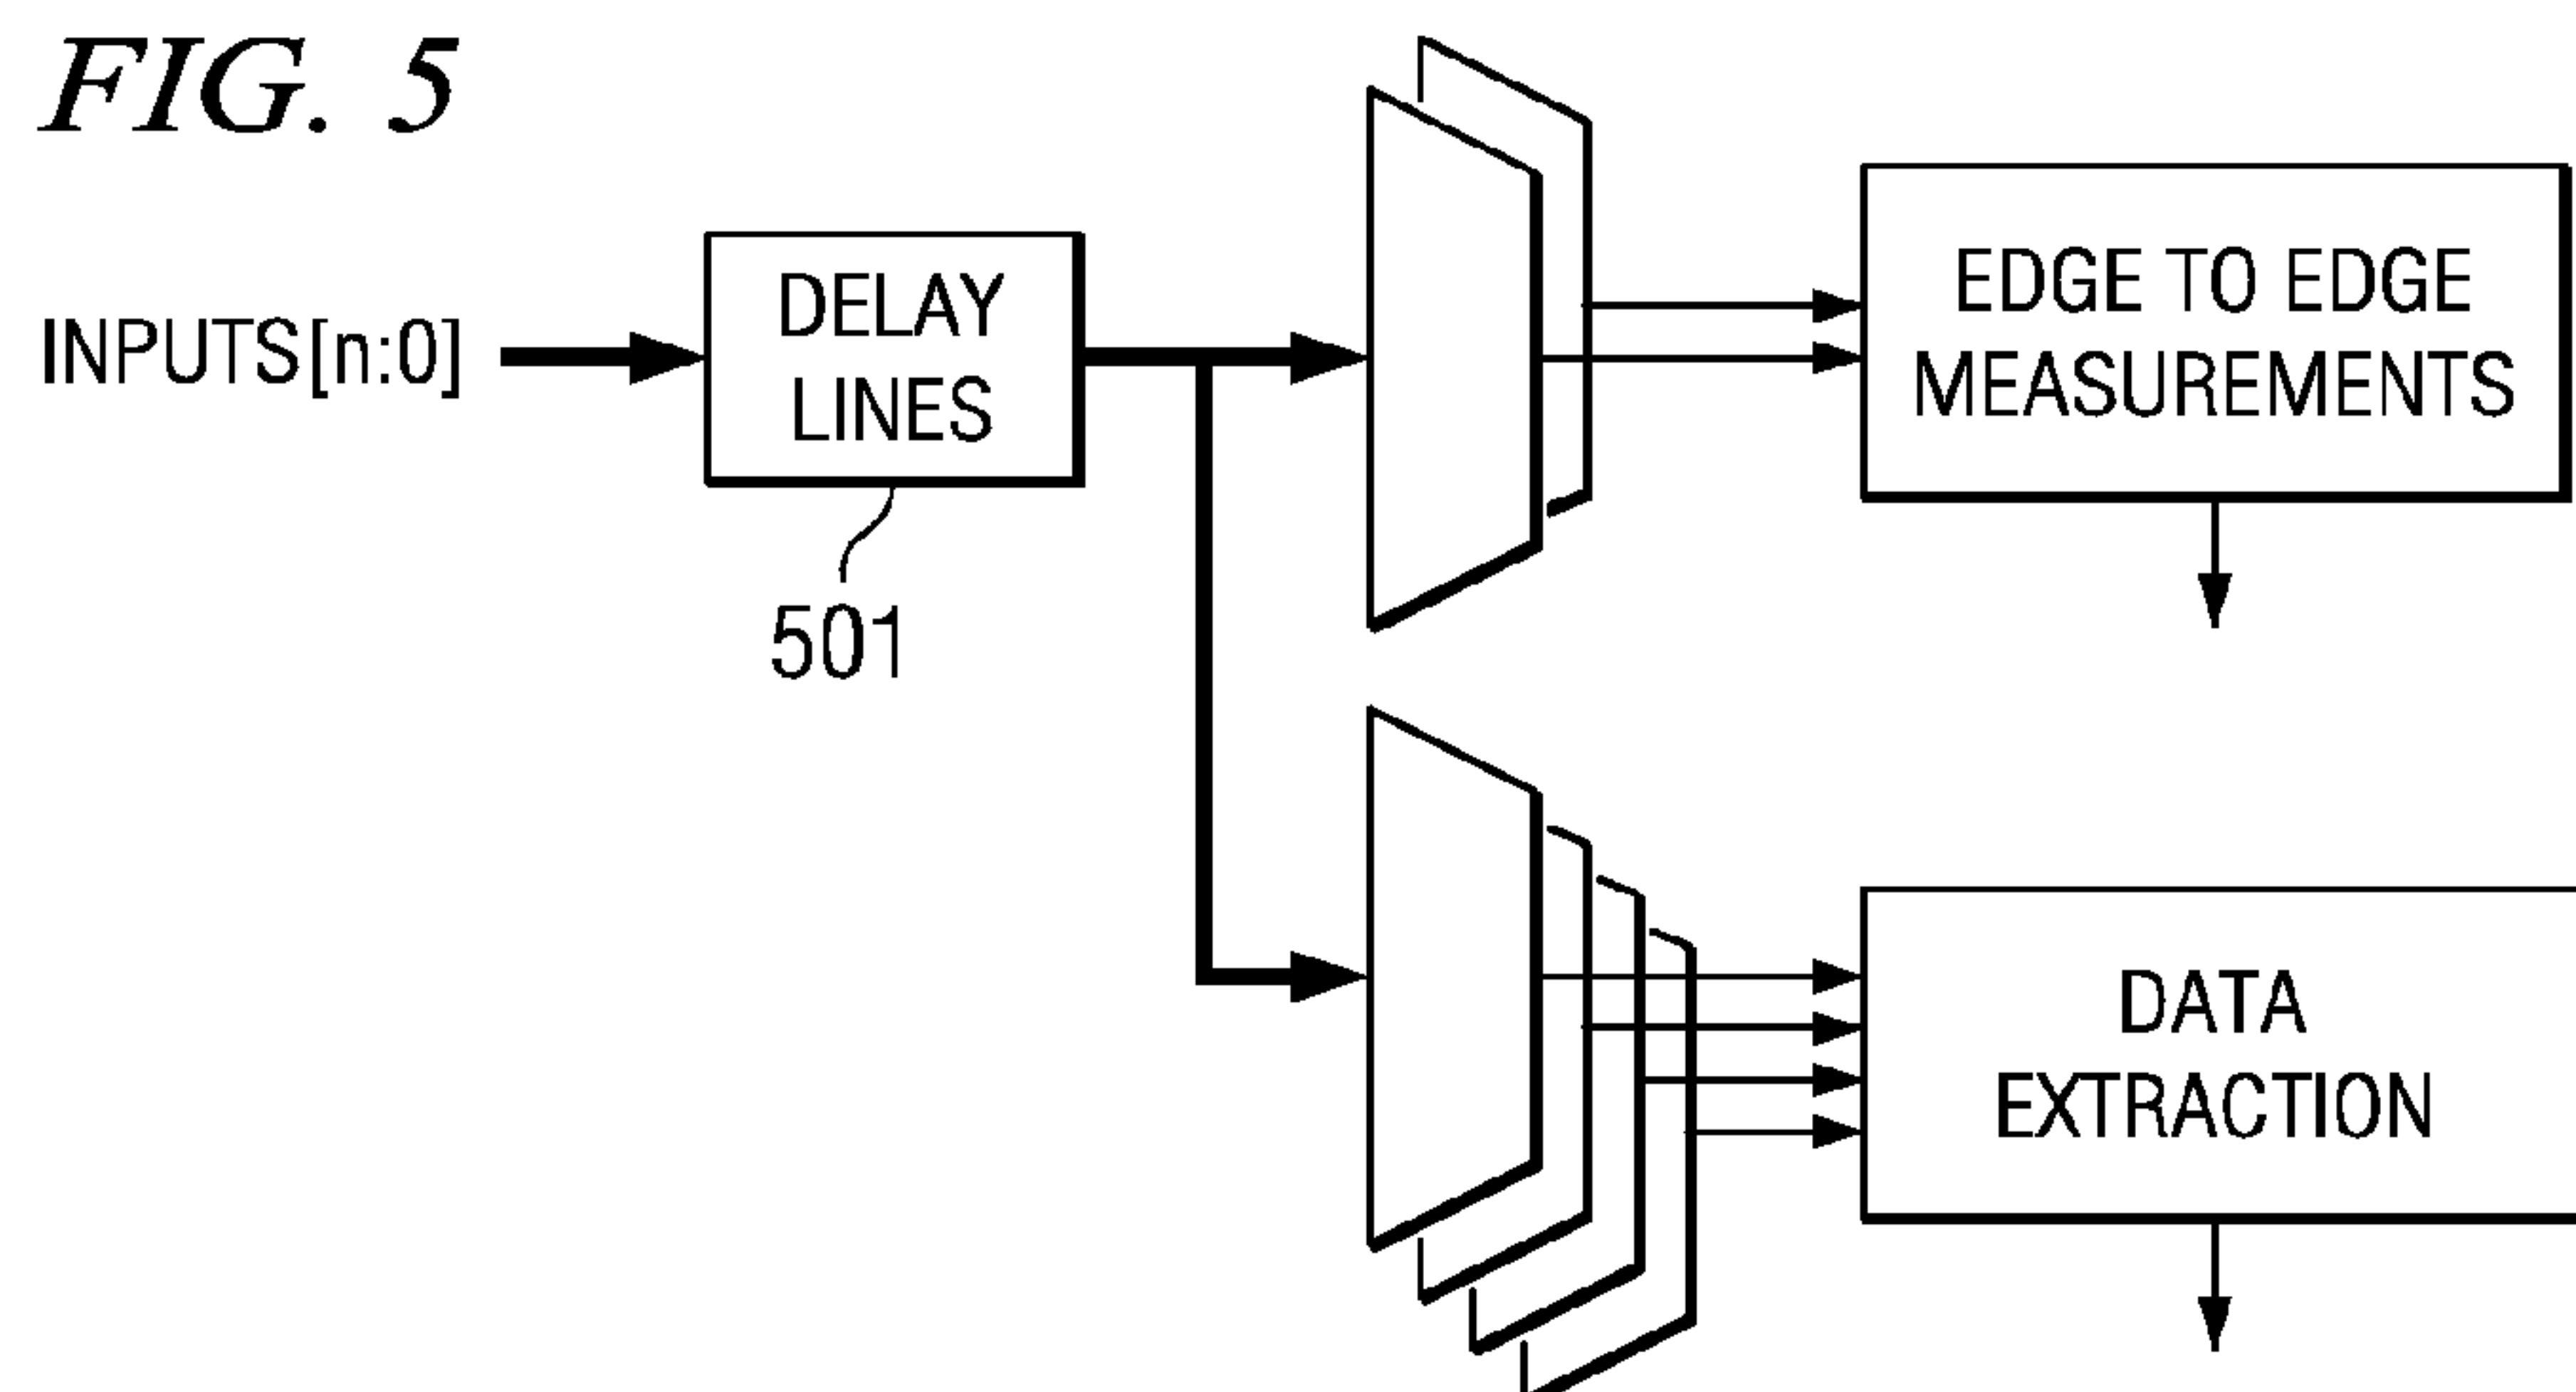 FIG. 5
INPUTS[n:0]
DELAY
LINES
501
EDGE TO EDGE
MEASUREMENTS
DATA
EXTRACTION